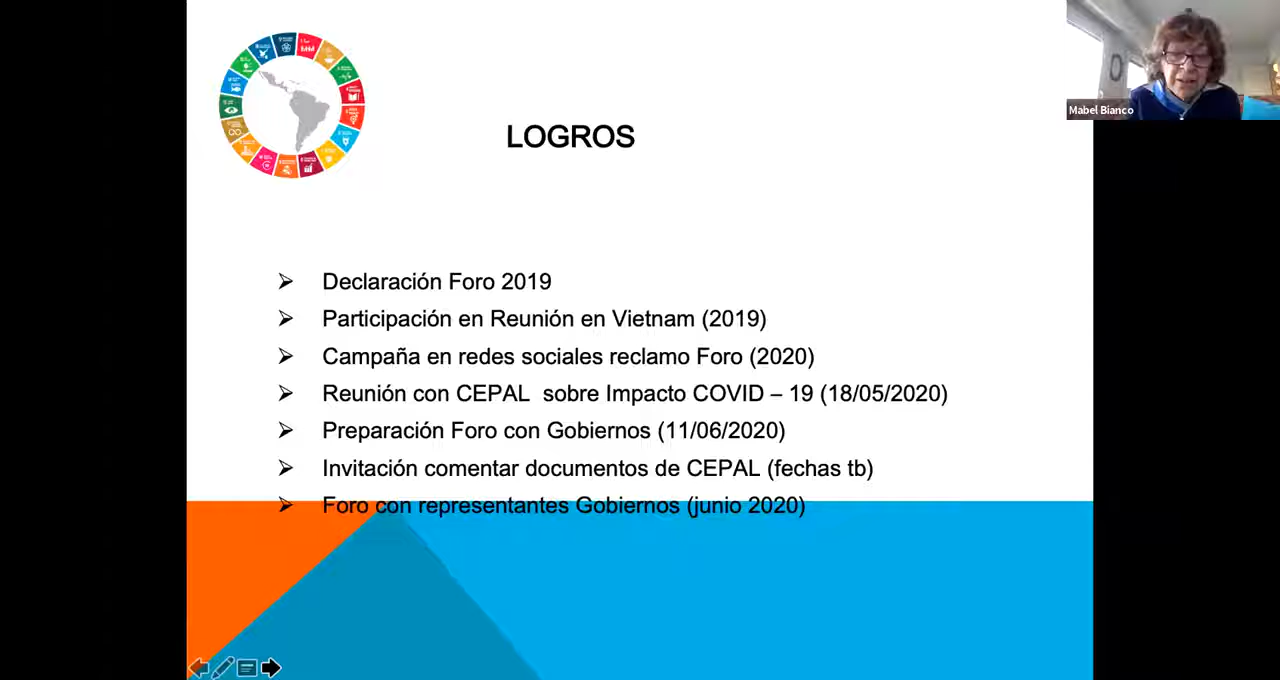 Mabel Bianco
LOGROS
Declaración Foro 2019
Participación en Reunión en Vietnam (2019)
Campaña en redes sociales reclamo Foro (2020)
Reunión con CEPAL  sobre Impacto COVID – 19 (18/05/2020)
Preparación Foro con Gobiernos (11/06/2020)
Invitación comentar documentos de CEPAL (fechas tb)
Foro con representantes Gobiernos (junio 2020)